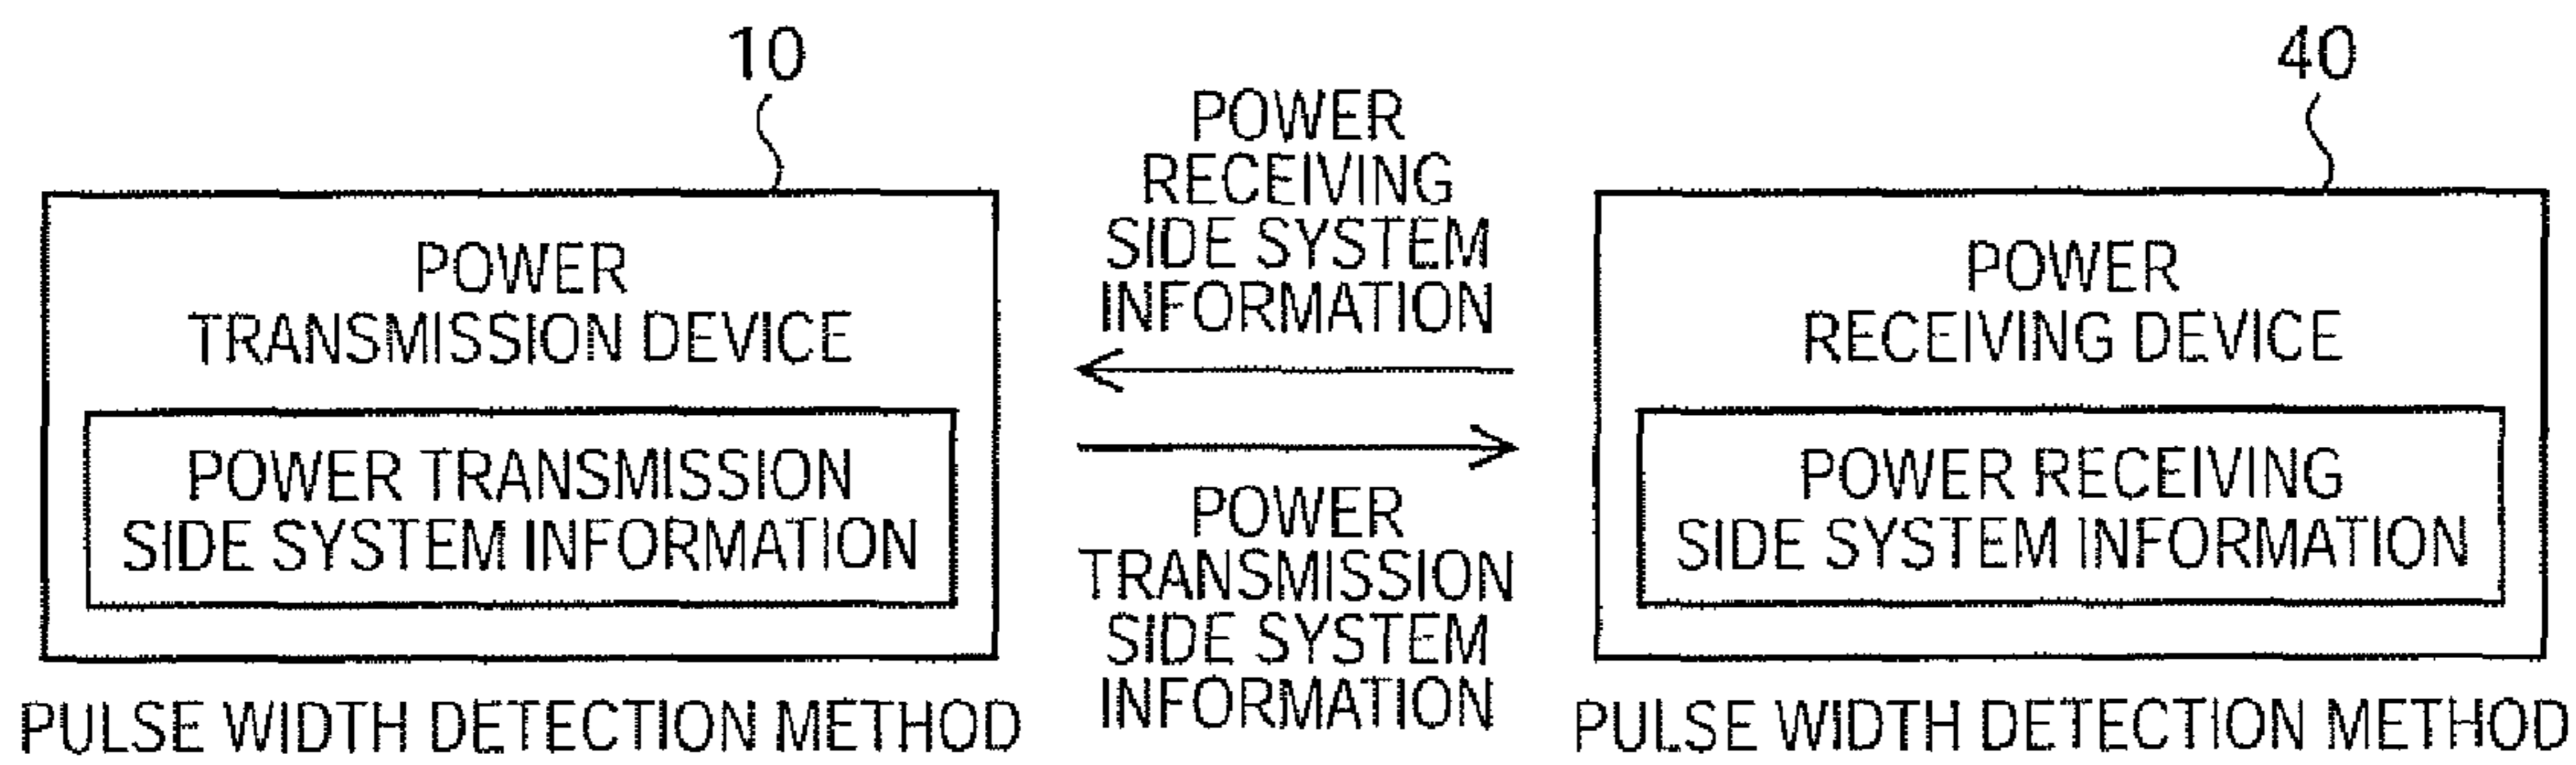 10
POWER
TRANSMISSION DEVICE
POWER TRANSMISSION
SIDE SYSTEM INFORMATION
PULSE WIDTH DETECTION METHOD
POWER
RECEIVING
SIDE SYSTEM
INFORMATION
POWER
TRANSMISSION
SIDE SYSTEM
INFORMATION
40
POWER
RECEIVING DEVICE
POWER RECEIVING
SIDE SYSTEM INFORMATION
PULSE WIDTH DETECTION METHOD